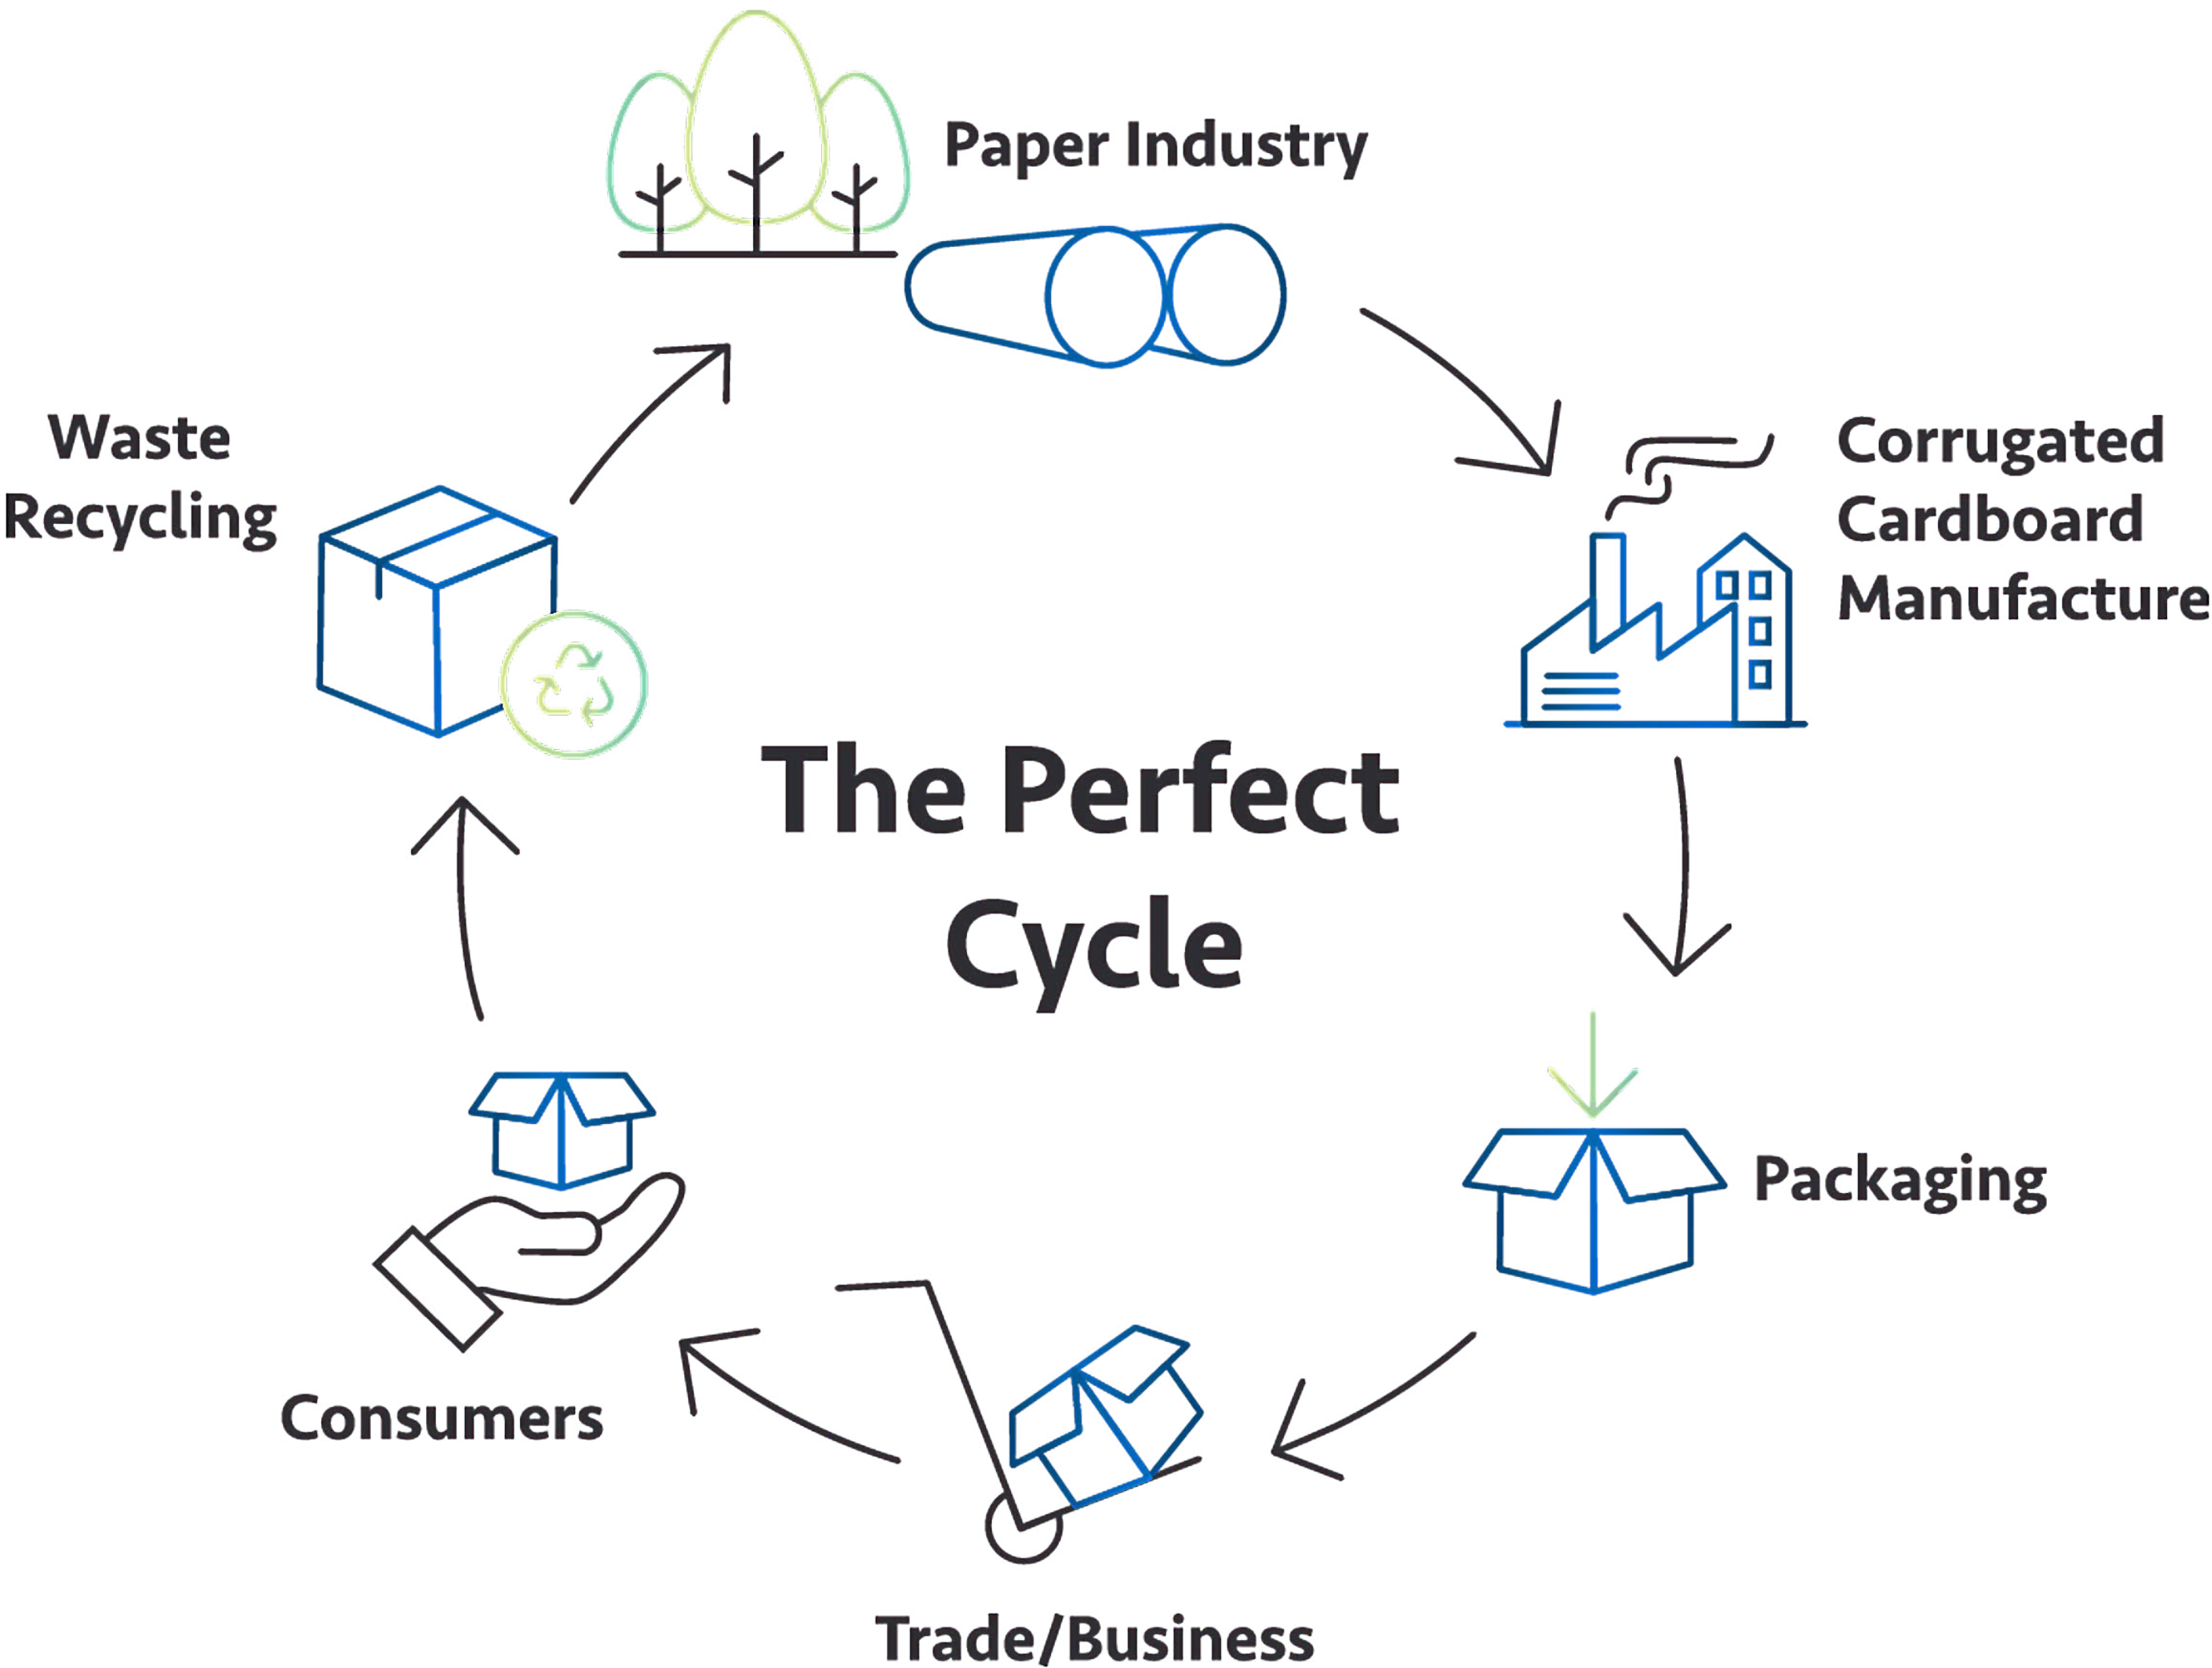 Paper Industry
Waste
Recycling
Corrugated
Cardboard
Manufacture
The Perfect
Cycle
Packaging
Consumers
Trade/Business